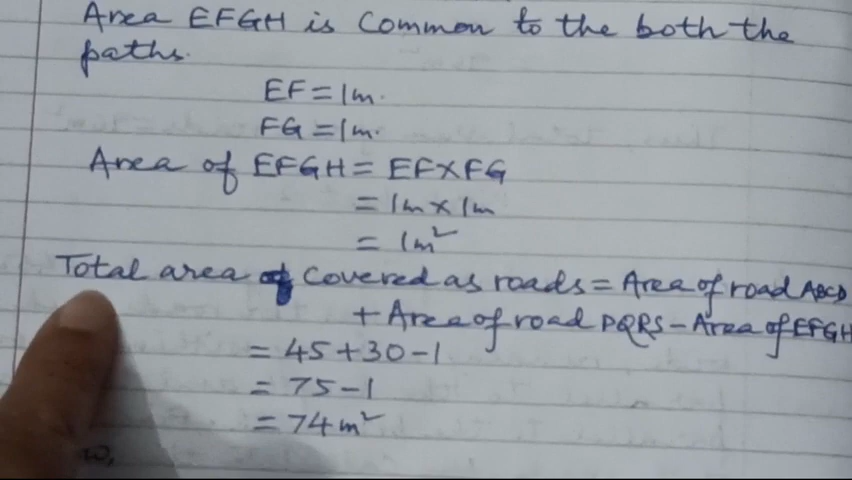 Area EFGH is Common to the both the
paths.
EF = 1m.
FG = 1m.
Area of EFGH = EF×FG
= 1m × 1m
= 1m²
Total area covered as roads = Area of road ABCD
+ Area of road PQRS - Area of EFGH
= 45 + 30 - 1
= 75 - 1
= 74 m²